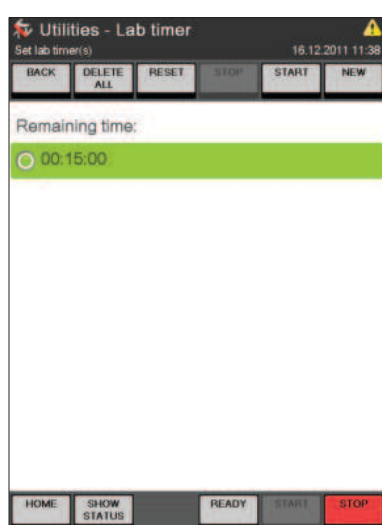 Utilities - Lab timer
Set lab timer(s) 16.12.2011 11:38
BACK DELETE ALL RESET STOP START NEW
Remaining time:
00:15:00
HOME SHOW STATUS READY START STOP